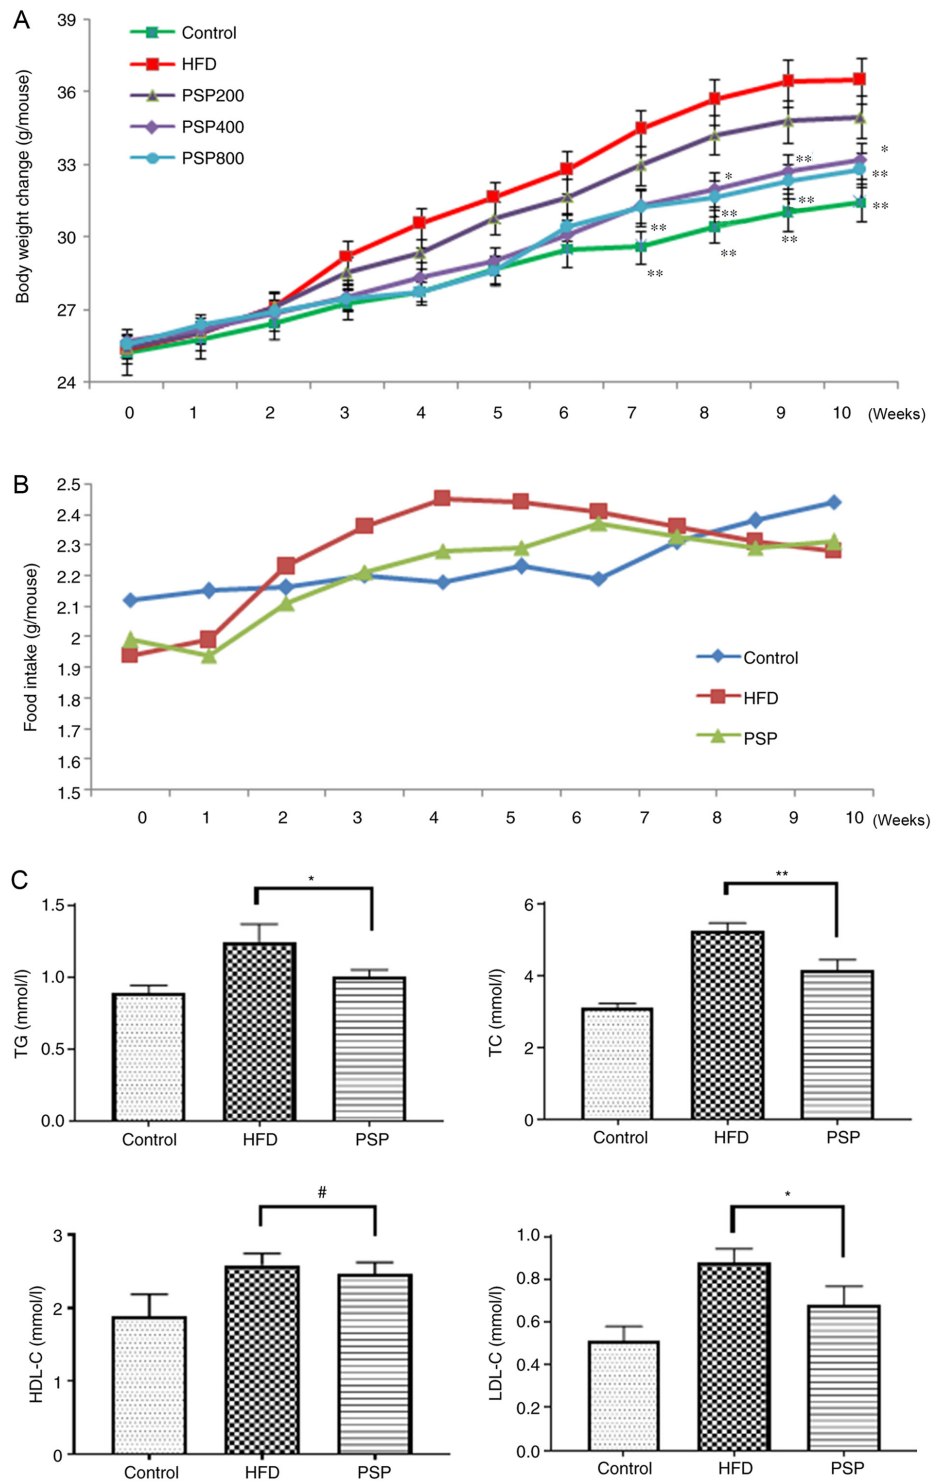 A
Body weight change (g/mouse)
39
36
33
30
27
24
Control
HFD
PSP200
PSP400
PSP800
*
**
**
**
**
*
**
**
**
**
**
**
0 1 2 3 4 5 6 7 8 9 10 (Weeks)
B
Food intake (g/mouse)
2.5
2.4
2.3
2.2
2.1
2
1.9
1.8
1.7
1.6
1.5
Control
HFD
PSP
0 1 2 3 4 5 6 7 8 9 10 (Weeks)
C
TG (mmol/l)
1.5
1.0
0.5
0.0
*
Control HFD PSP
TC (mmol/l)
6
4
2
0
**
Control HFD PSP
HDL-C (mmol/l)
3
2
1
0
#
Control HFD PSP
LDL-C (mmol/l)
1.0
0.8
0.6
0.4
0.2
0.0
*
Control HFD PSP